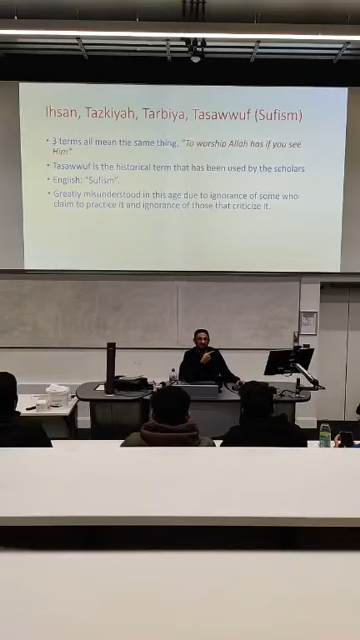 Ihsan, Tazkiyah, Tarbiya, Tasawwuf (Sufism)
• 3 terms all mean the same thing, "To worship Allah has if you see
Him"
• Tasawwuf is the historical term that has been used by the scholars
• English: "Sufism".
• Greatly misunderstood in this age due to ignorance of some who
claim to practice it and ignorance of those that criticize it.